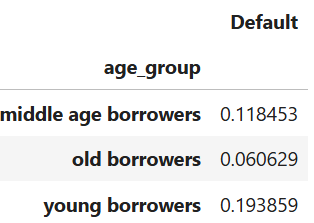 Default
age_group
middle age borrowers 0.118453
old borrowers 0.060629
young borrowers 0.193859